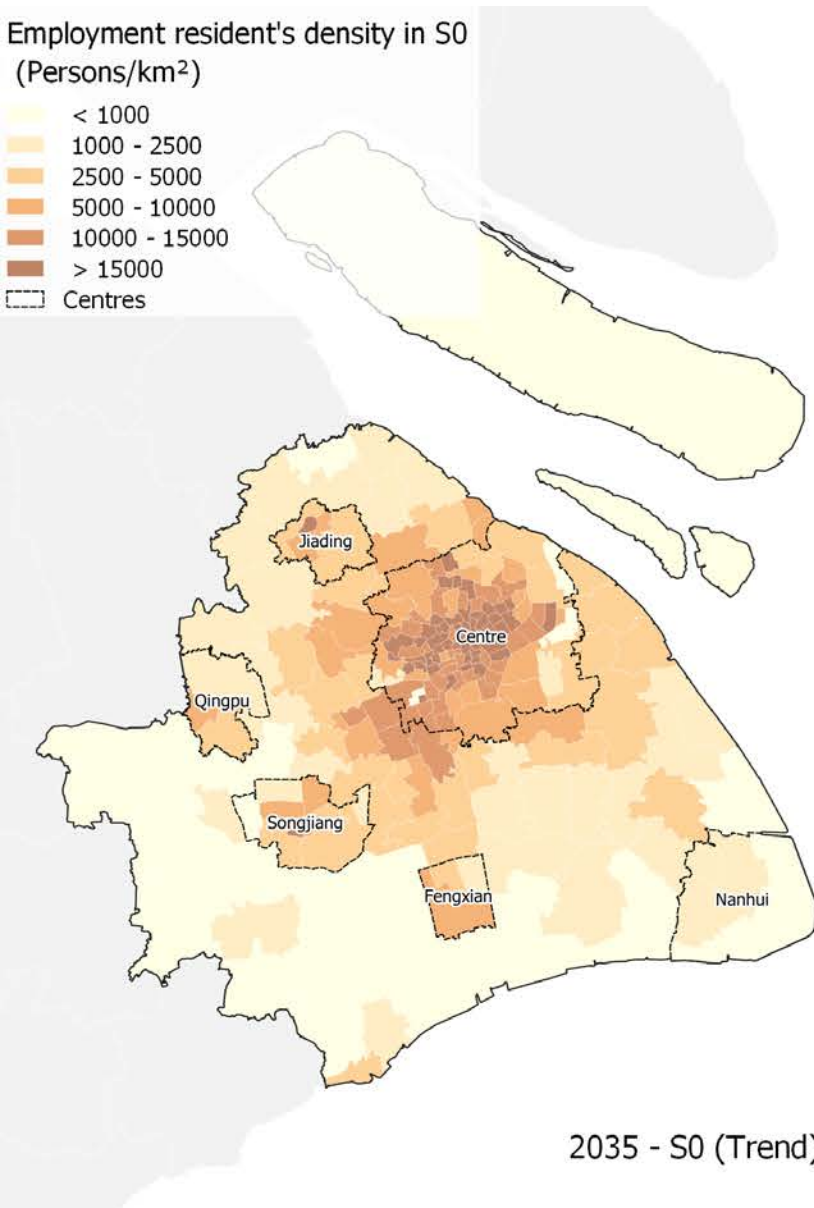 Employment resident's density in S0
(Persons/km²)
< 1000
1000 - 2500
2500 - 5000
5000 - 10000
10000 - 15000
> 15000
Centres
Jiading
Centre
Qingpu
Songjiang
Fengxian
Nanhui
2035 - S0 (Trend)